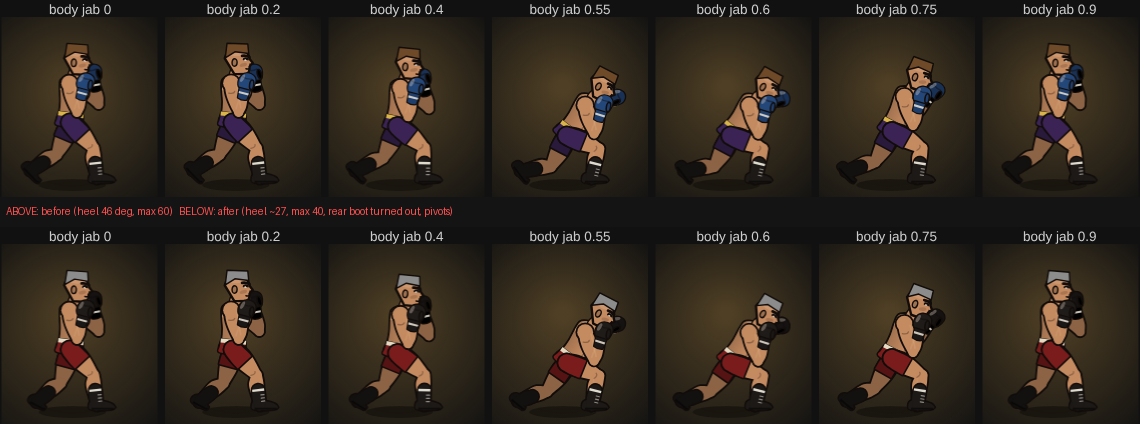 body jab 0 body jab 0.2 body jab 0.4 body jab 0.55 body jab 0.6 body jab 0.75 body jab 0.9
ABOVE: before (heel 46 deg, max 60) BELOW: after (heel ~27, max 40, rear boot turned out, pivots)
body jab 0 body jab 0.2 body jab 0.4 body jab 0.55 body jab 0.6 body jab 0.75 body jab 0.9